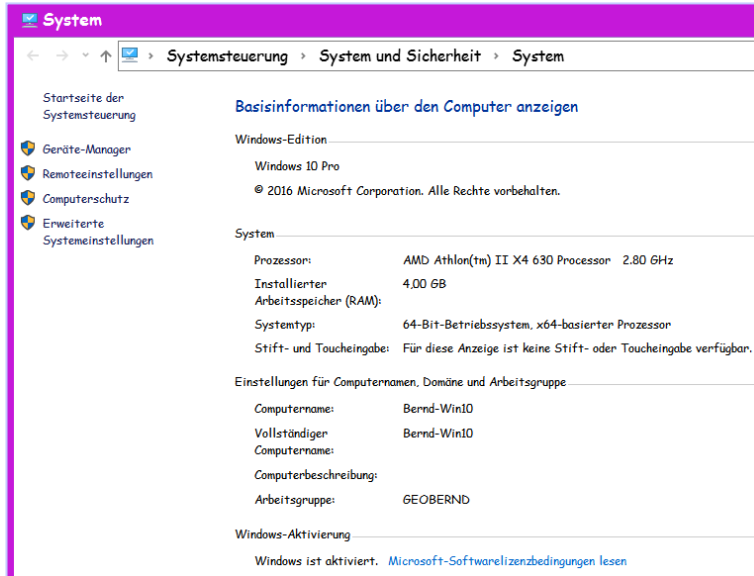 System
Systemsteuerung › System und Sicherheit › System
Startseite der
Systemsteuerung
Geräte-Manager
Remoteeinstellungen
Computerschutz
Erweiterte
Systemeinstellungen
Basisinformationen über den Computer anzeigen
Windows-Edition
Windows 10 Pro
© 2016 Microsoft Corporation. Alle Rechte vorbehalten.
System
Prozessor: AMD Athlon(tm) II X4 630 Processor 2.80 GHz
Installierter 4,00 GB
Arbeitsspeicher (RAM):
Systemtyp: 64-Bit-Betriebssystem, x64-basierter Prozessor
Stift- und Toucheingabe: Für diese Anzeige ist keine Stift- oder Toucheingabe verfügbar.
Einstellungen für Computernamen, Domäne und Arbeitsgruppe
Computername: Bernd-Win10
Vollständiger Bernd-Win10
Computername:
Computerbeschreibung:
Arbeitsgruppe: GEOBERND
Windows-Aktivierung
Windows ist aktiviert. Microsoft-Softwarelizenzbedingungen lesen